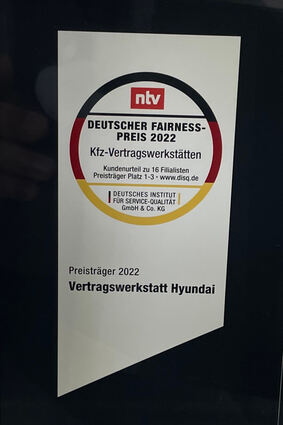 ntv
DEUTSCHER FAIRNESS-
PREIS 2022
Kfz-Vertragswerkstätten
Kundenurteil zu 16 Filialisten
Preisträger Platz 1-3 • www.disq.de
DEUTSCHES INSTITUT
FÜR SERVICE-QUALITÄT
GmbH & Co. KG
Preisträger 2022
Vertragswerkstatt Hyundai